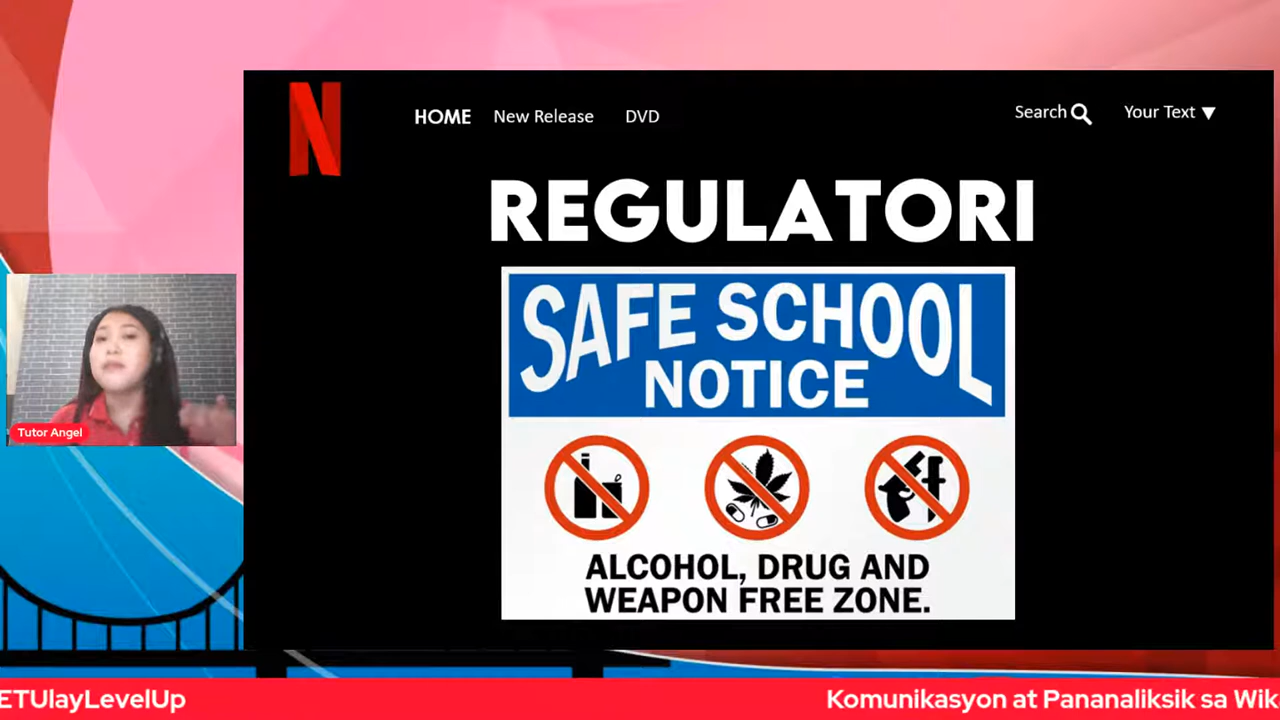 N
HOME New Release DVD
Search Your Text
REGULATORI
SAFE SCHOOL
NOTICE
ALCOHOL, DRUG AND
WEAPON FREE ZONE.
Tutor Angel
ETUlayLevelUp
Komunikasyon at Pananaliksik sa Wik